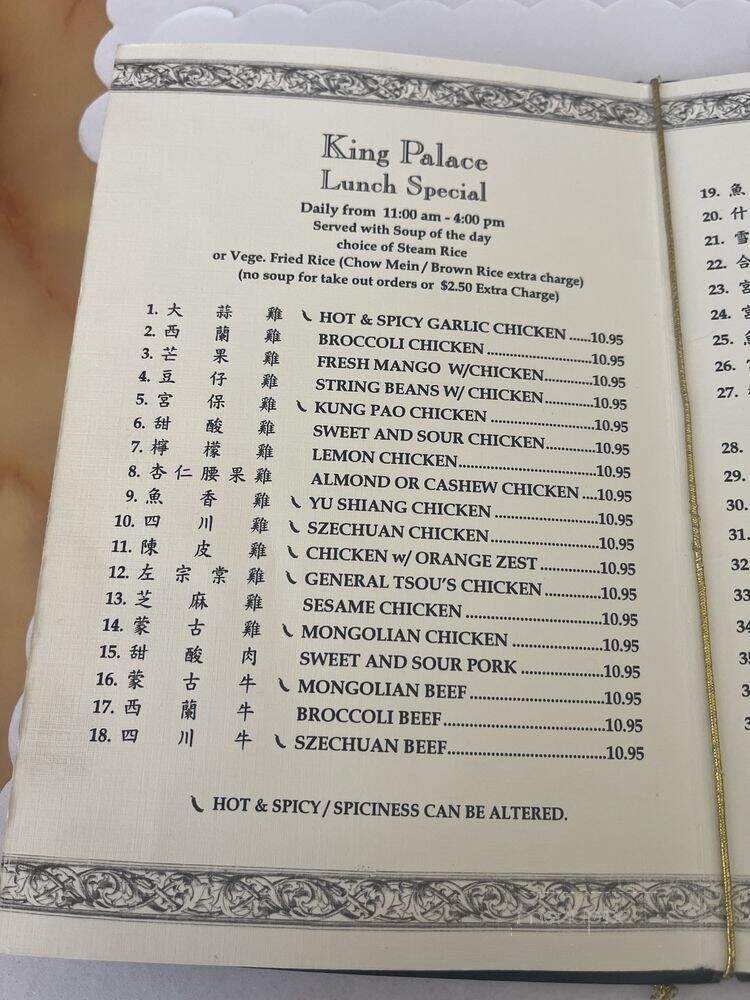 King Palace
Lunch Special
Daily from 11:00 am - 4:00 pm
Served with Soup of the day
choice of Steam Rice
or Vege. Fried Rice (Chow Mein / Brown Rice extra charge)
(no soup for take out orders or $2.50 Extra Charge)
1. 大蒜雞 HOT & SPICY GARLIC CHICKEN ......10.95
2. 西蘭雞 BROCCOLI CHICKEN ..............................10.95
3. 芒果雞 FRESH MANGO W/CHICKEN...............10.95
4. 豆仔雞 STRING BEANS W/ CHICKEN...............10.95
5. 宮保雞 KUNG PAO CHICKEN ..........................10.95
6. 甜酸雞 SWEET AND SOUR CHICKEN...............10.95
7. 檸檬雞 LEMON CHICKEN...................................10.95
8. 杏仁腰果雞 ALMOND OR CASHEW CHICKEN ....10.95
9. 魚香雞 YU SHIANG CHICKEN ..........................10.95
10. 四川雞 SZECHUAN CHICKEN...........................10.95
11. 陳皮雞 CHICKEN w/ ORANGE ZEST ...............10.95
12. 左宗棠雞 GENERAL TSOU'S CHICKEN................10.95
13. 芝麻雞 SESAME CHICKEN ................................10.95
14. 蒙古雞 MONGOLIAN CHICKEN .......................10.95
15. 甜酸肉 SWEET AND SOUR PORK .....................10.95
16. 蒙古牛 MONGOLIAN BEEF ...............................10.95
17. 西蘭牛 BROCCOLI BEEF.....................................10.95
18. 四川牛 SZECHUAN BEEF....................................10.95
HOT & SPICY / SPICINESS CAN BE ALTERED.
19. 魚
20. 什
21. 雪
22. 合
23. 宮
24. 宮
25.
26.
27.
28.
29.
30.
31.
32
33
34